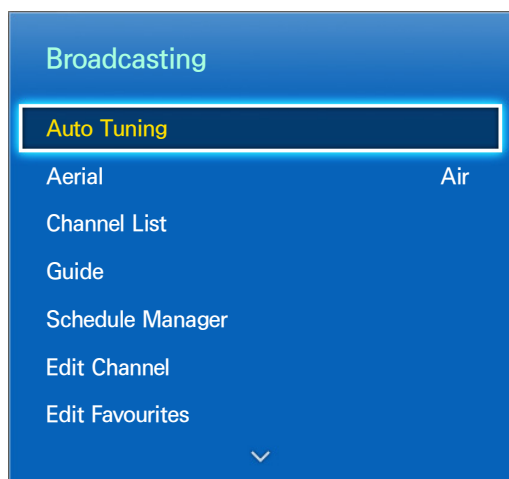 Broadcasting
Auto Tuning
Aerial Air
Channel List
Guide
Schedule Manager
Edit Channel
Edit Favourites